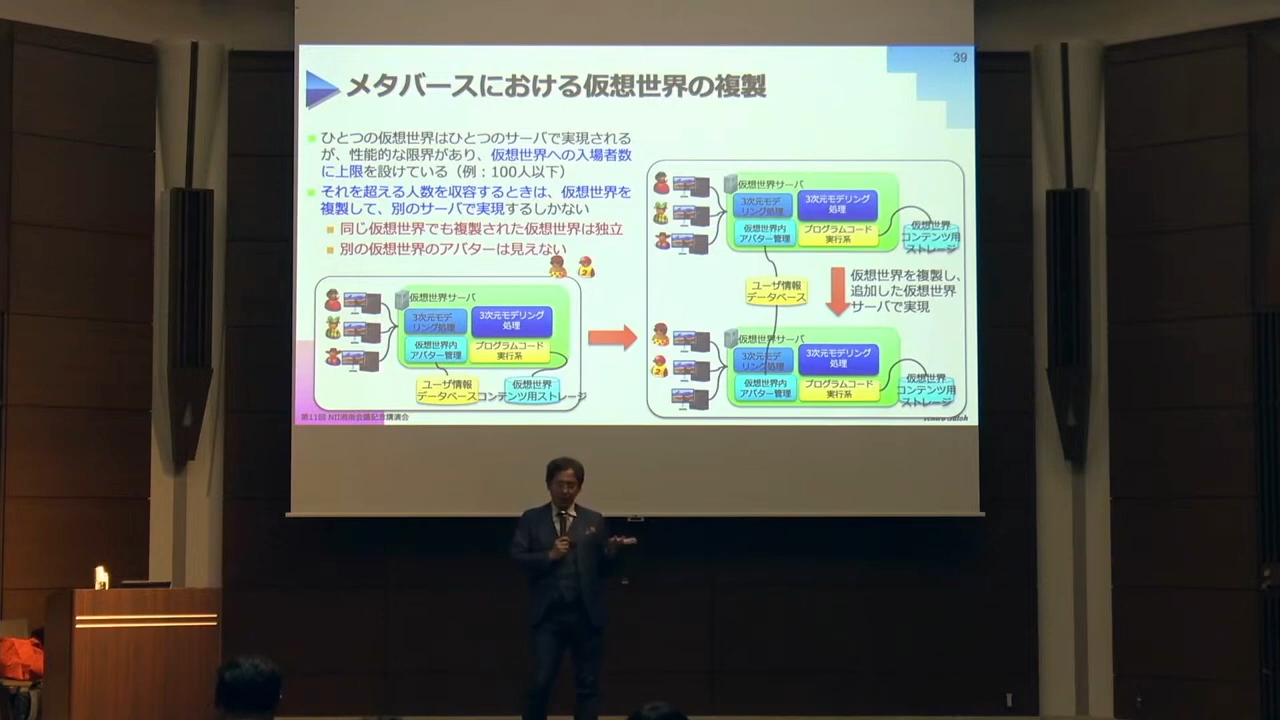 39
メタバースにおける仮想世界の複製
ひとつの仮想世界はひとつのサーバで実現される
が、性能的な限界があり、仮想世界への入場者数
に上限を設けている（例：100人以下）
それを超える人数を収容するときは、仮想世界を
複製して、別のサーバで実現するしかない
同じ仮想世界でも複製された仮想世界は独立
別の仮想世界のアバターは見えない
仮想世界サーバ
3次元モデ
リング処理
3次元モデリング
処理
仮想世界内
アバター管理
プログラムコード
実行系
ユーザ情報
データベース
仮想世界
コンテンツ用ストレージ
仮想世界サーバ
3次元モデ
リング処理
3次元モデリング
処理
仮想世界内
アバター管理
プログラムコード
実行系
仮想世界
コンテンツ用
ストレージ
ユーザ情報
データベース
仮想世界を複製し、
追加した仮想世界
サーバで実現
仮想世界サーバ
3次元モデ
リング処理
3次元モデリング
処理
仮想世界内
アバター管理
プログラムコード
実行系
仮想世界
コンテンツ用
ストレージ
第11回 NII湘南会議記念講演会